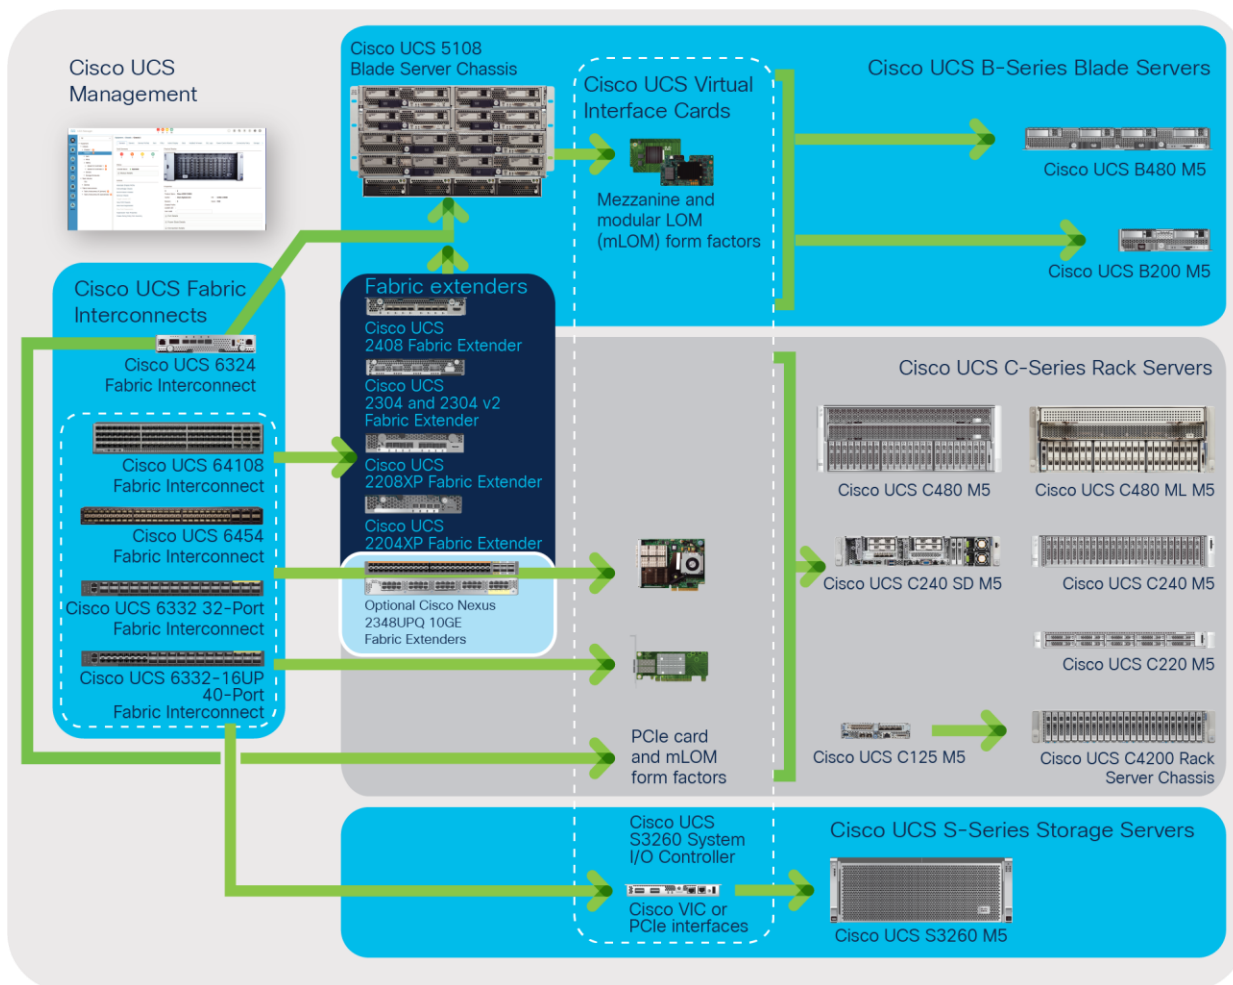 Cisco UCS
Management
Cisco UCS 5108
Blade Server Chassis
Cisco UCS Virtual
Interface Cards
Mezzanine and
modular LOM
(mLOM) form factors
Cisco UCS B-Series Blade Servers
Cisco UCS B480 M5
Cisco UCS B200 M5
Cisco UCS Fabric
Interconnects
Cisco UCS 6324
Fabric Interconnect
Cisco UCS 64108
Fabric Interconnect
Cisco UCS 6454
Fabric Interconnect
Cisco UCS 6332 32-Port
Fabric Interconnect
Cisco UCS 6332-16UP
40-Port
Fabric Interconnect
Fabric extenders
Cisco UCS
2408 Fabric Extender
Cisco UCS
2304 and 2304 v2
Fabric Extender
Cisco UCS
2208XP Fabric Extender
Cisco UCS
2204XP Fabric Extender
Optional Cisco Nexus
2348UPQ 10GE
Fabric Extenders
PCIe card
and mLOM
form factors
Cisco UCS C-Series Rack Servers
Cisco UCS C480 M5
Cisco UCS C480 ML M5
Cisco UCS C240 SD M5
Cisco UCS C240 M5
Cisco UCS C220 M5
Cisco UCS C125 M5
Cisco UCS C4200 Rack
Server Chassis
Cisco UCS
S3260 System
I/O Controller
Cisco VIC or
PCIe interfaces
Cisco UCS S-Series Storage Servers
Cisco UCS S3260 M5